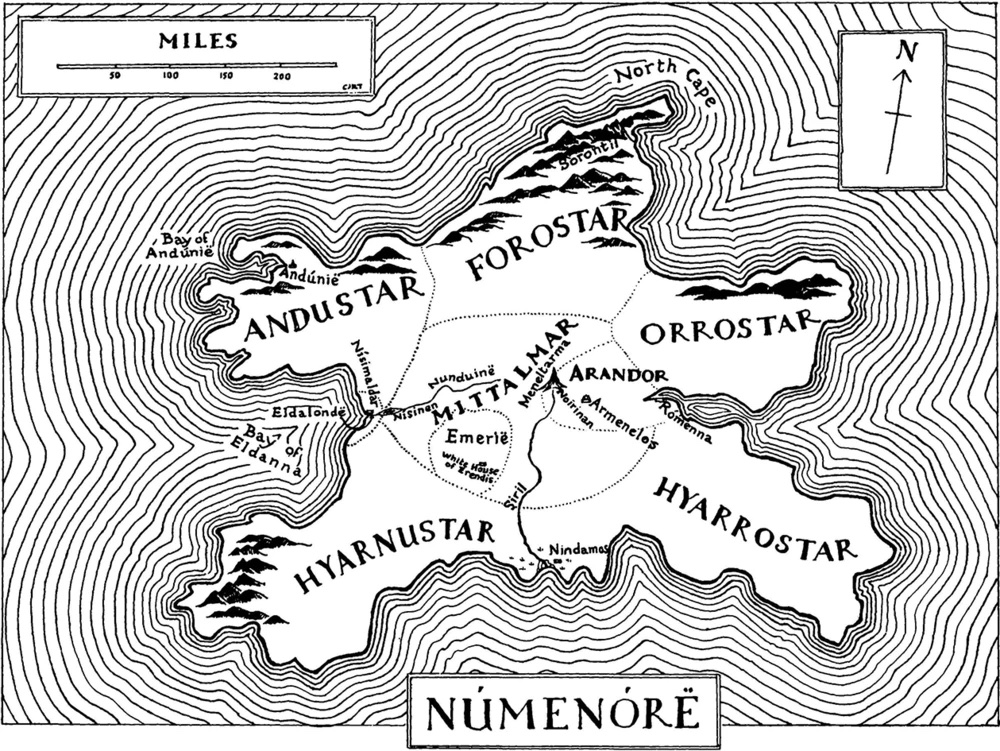 MILES
50 100 150 200
CJRT
N
North Cape
Sorontil
FOROSTAR
Bay of
Andúnië
Andúnië
ANDUSTAR
ORROSTAR
Nísimaldar
Nunduinë
MITTALMAR
Meneltarma
ARANDOR
Noirinan
Armenelos
Rómenna
Eldalondë
Nísinen
Bay of
Eldanna
Emerië
White House
of Erendis
Siril
HYARROSTAR
HYARNUSTAR
Nindamos
NÚMENÓRË